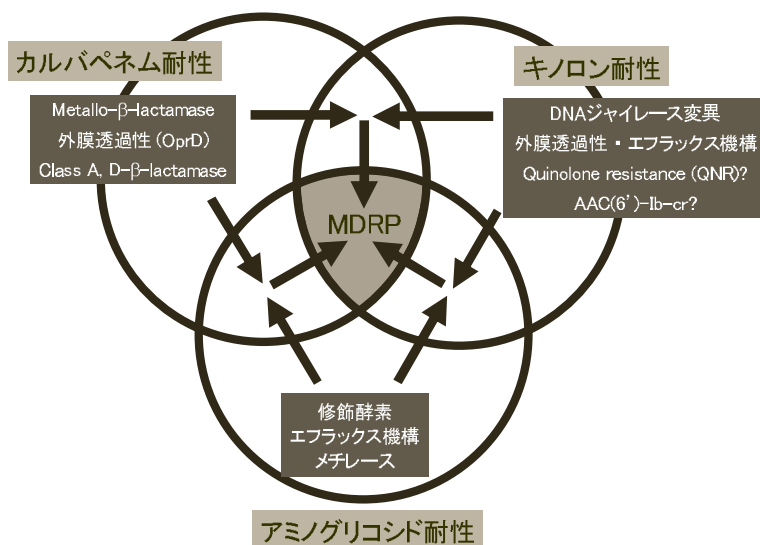 カルバペネム耐性
Metallo-β-lactamase
外膜透過性(OprD)
Class A, D-β-lactamase
キノロン耐性
DNAジャイレース変異
外膜透過性・エフラックス機構
Quinolone resistance (QNR)?
AAC(6’)-Ib-cr?
MDRP
修飾酵素
エフラックス機構
メチレース
アミノグリコシド耐性